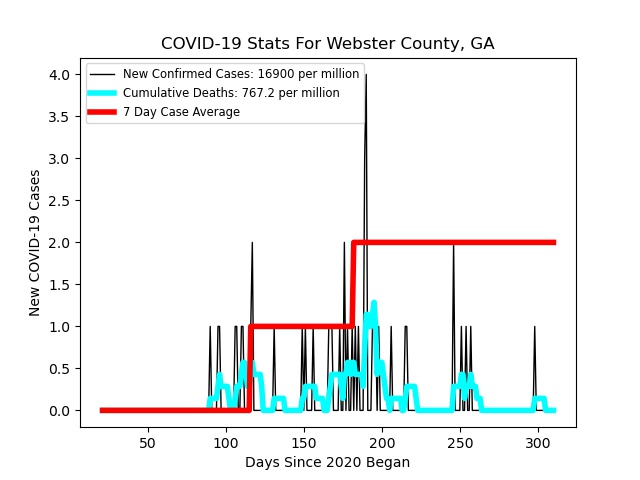 COVID-19 Stats For Webster County, GA
New Confirmed Cases: 16900 per million
Cumulative Deaths: 767.2 per million
7 Day Case Average
New COVID-19 Cases
4.0
3.5
3.0
2.5
2.0
1.5
1.0
0.5
0.0
50 100 150 200 250 300
Days Since 2020 Began